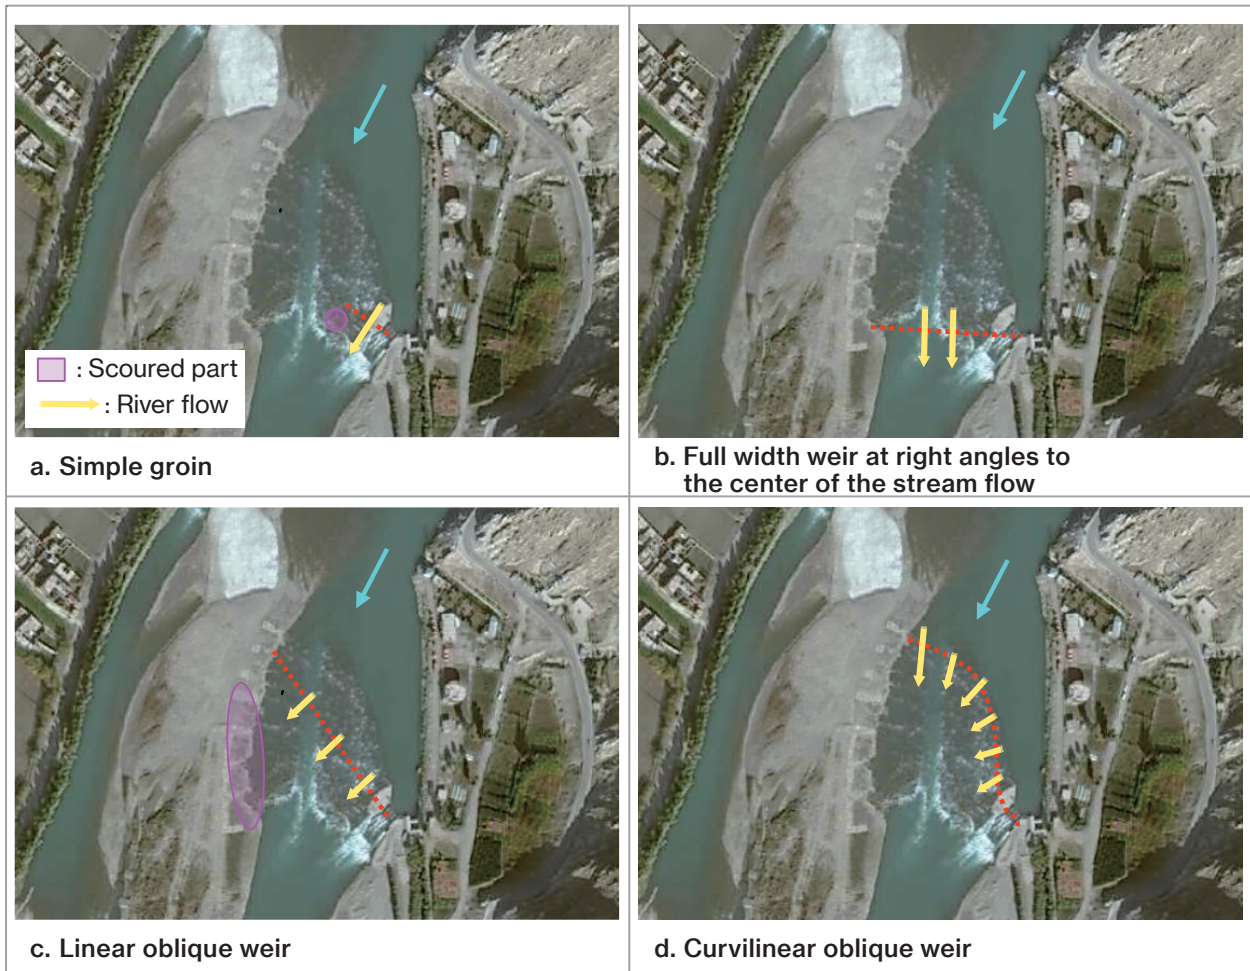 : Scoured part
: River flow
a. Simple groin
b. Full width weir at right angles to
the center of the stream flow
c. Linear oblique weir
d. Curvilinear oblique weir